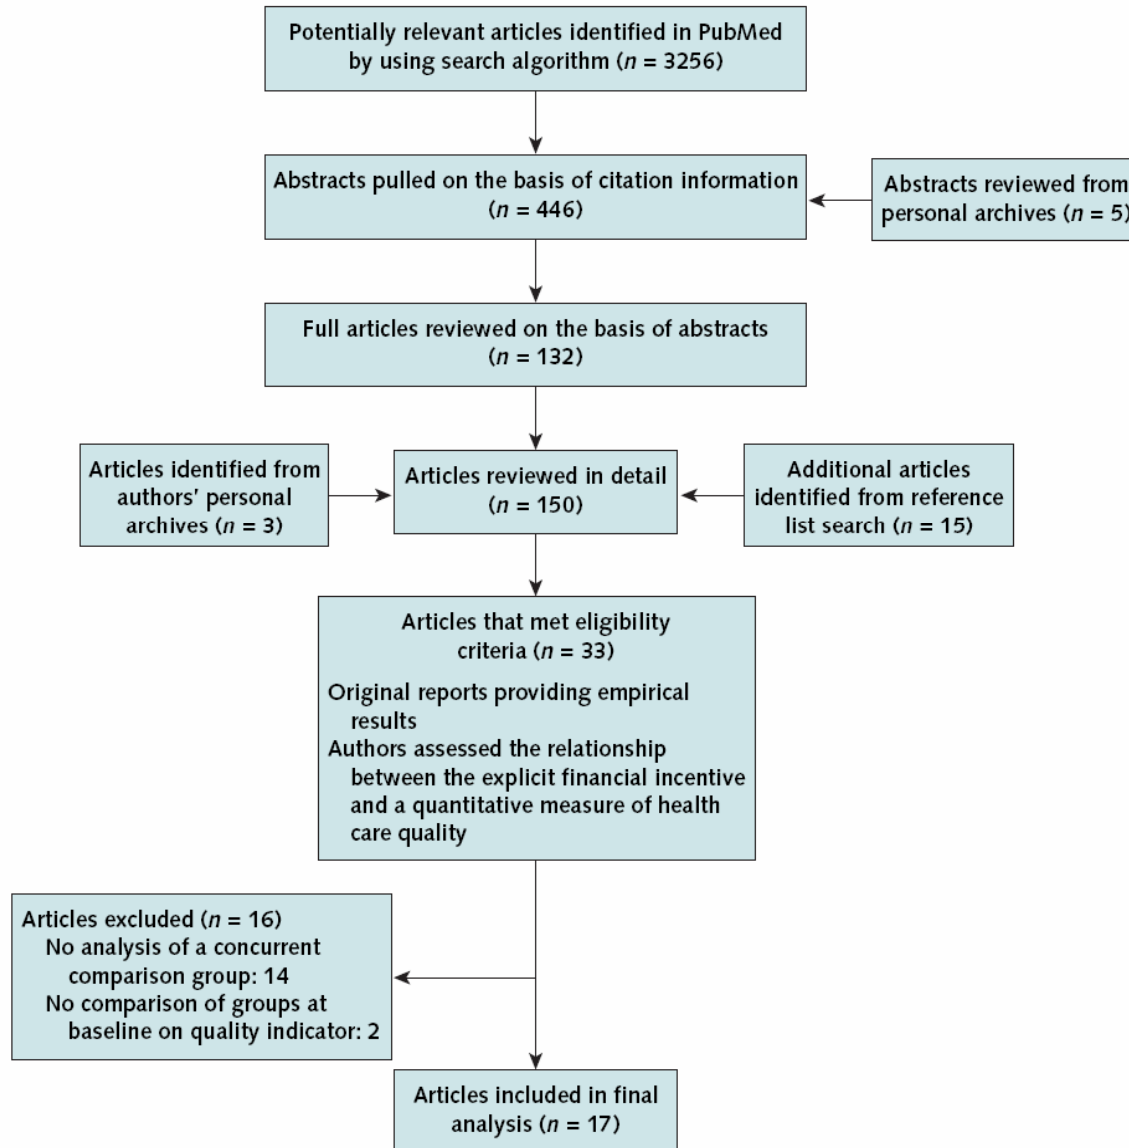 Potentially relevant articles identified in PubMed
by using search algorithm (n = 3256)
Abstracts pulled on the basis of citation information
(n = 446)
Abstracts reviewed from
personal archives (n = 5)
Full articles reviewed on the basis of abstracts
(n = 132)
Articles identified from
authors' personal
archives (n = 3)
Articles reviewed in detail
(n = 150)
Additional articles
identified from reference
list search (n = 15)
Articles that met eligibility
criteria (n = 33)
Original reports providing empirical
results
Authors assessed the relationship
between the explicit financial incentive
and a quantitative measure of health
care quality
Articles excluded (n = 16)
No analysis of a concurrent
comparison group: 14
No comparison of groups at
baseline on quality indicator: 2
Articles included in final
analysis (n = 17)